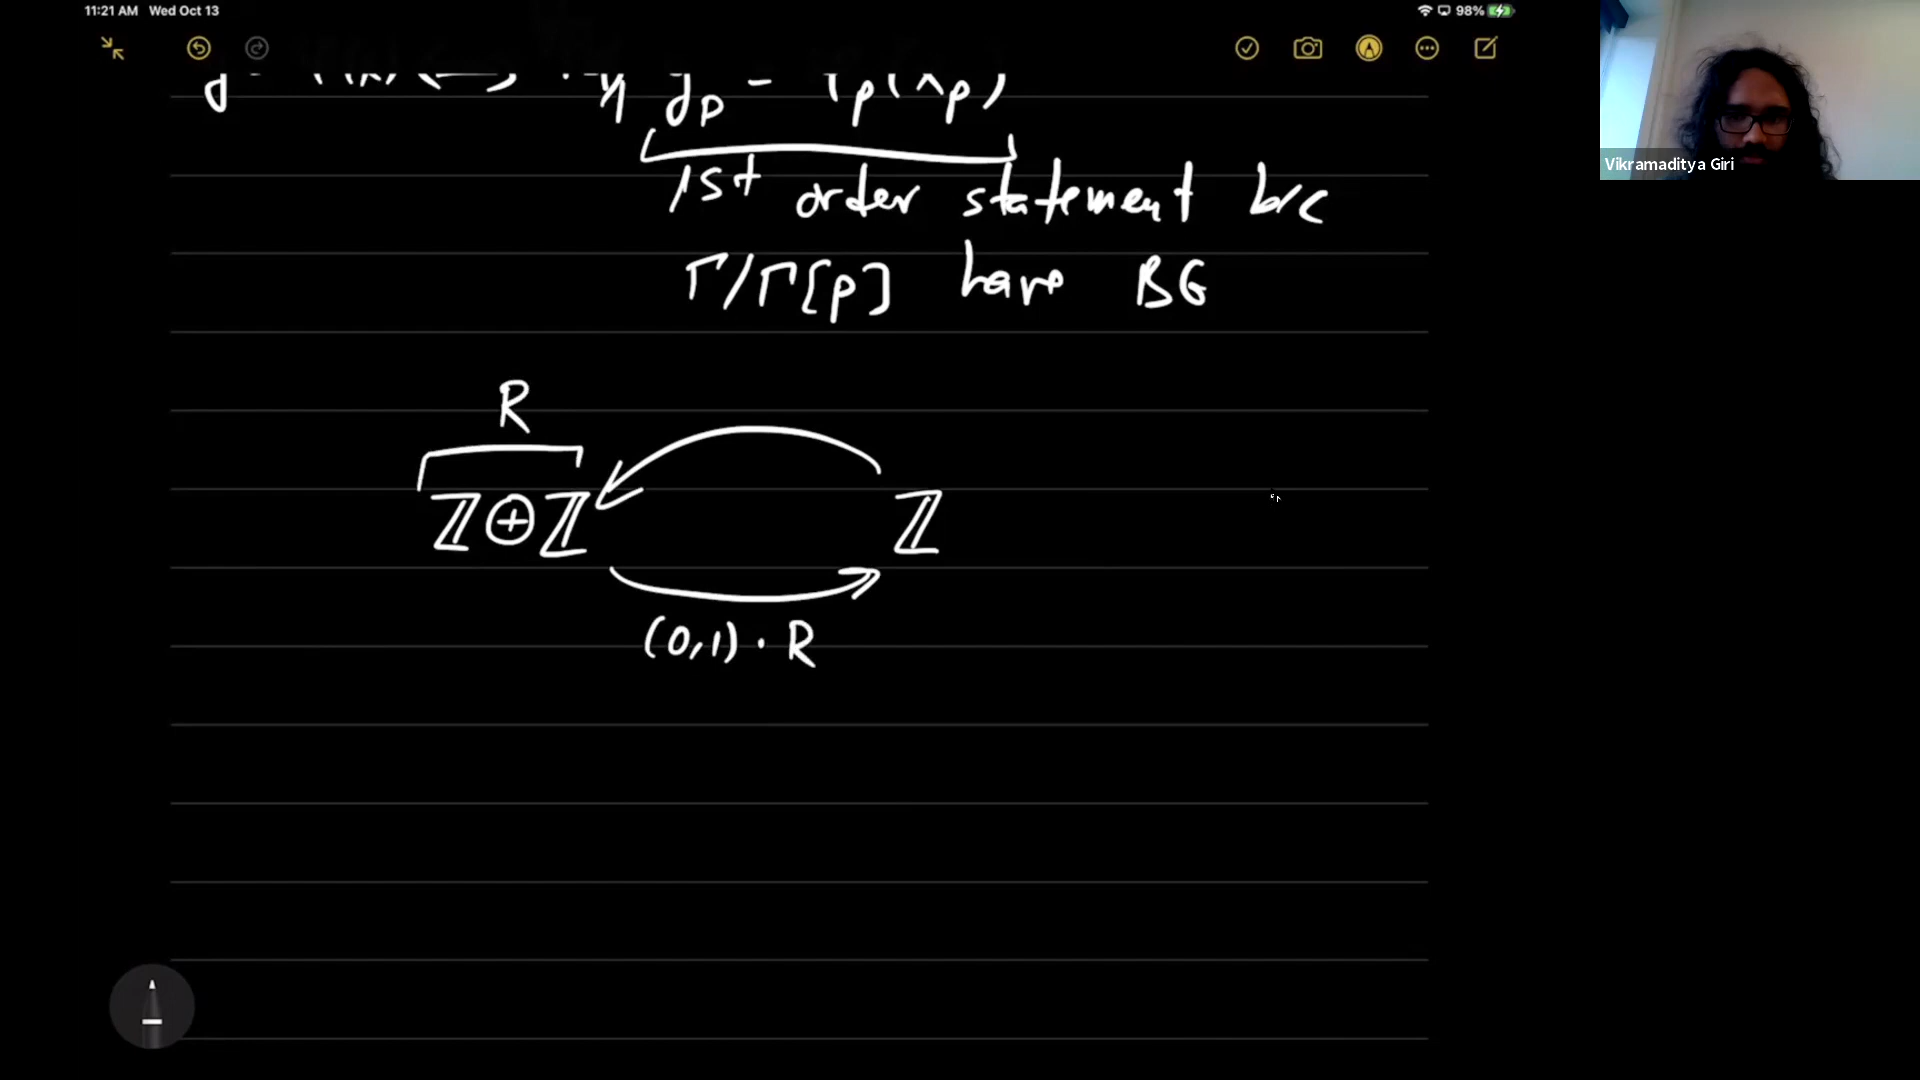 11:21 AM Wed Oct 13
98%
Vikramaditya Giri
1st order statement b/c
Γ/Γ[p] have BG
R
ℤ⊕ℤ ℤ
(0,1) · R